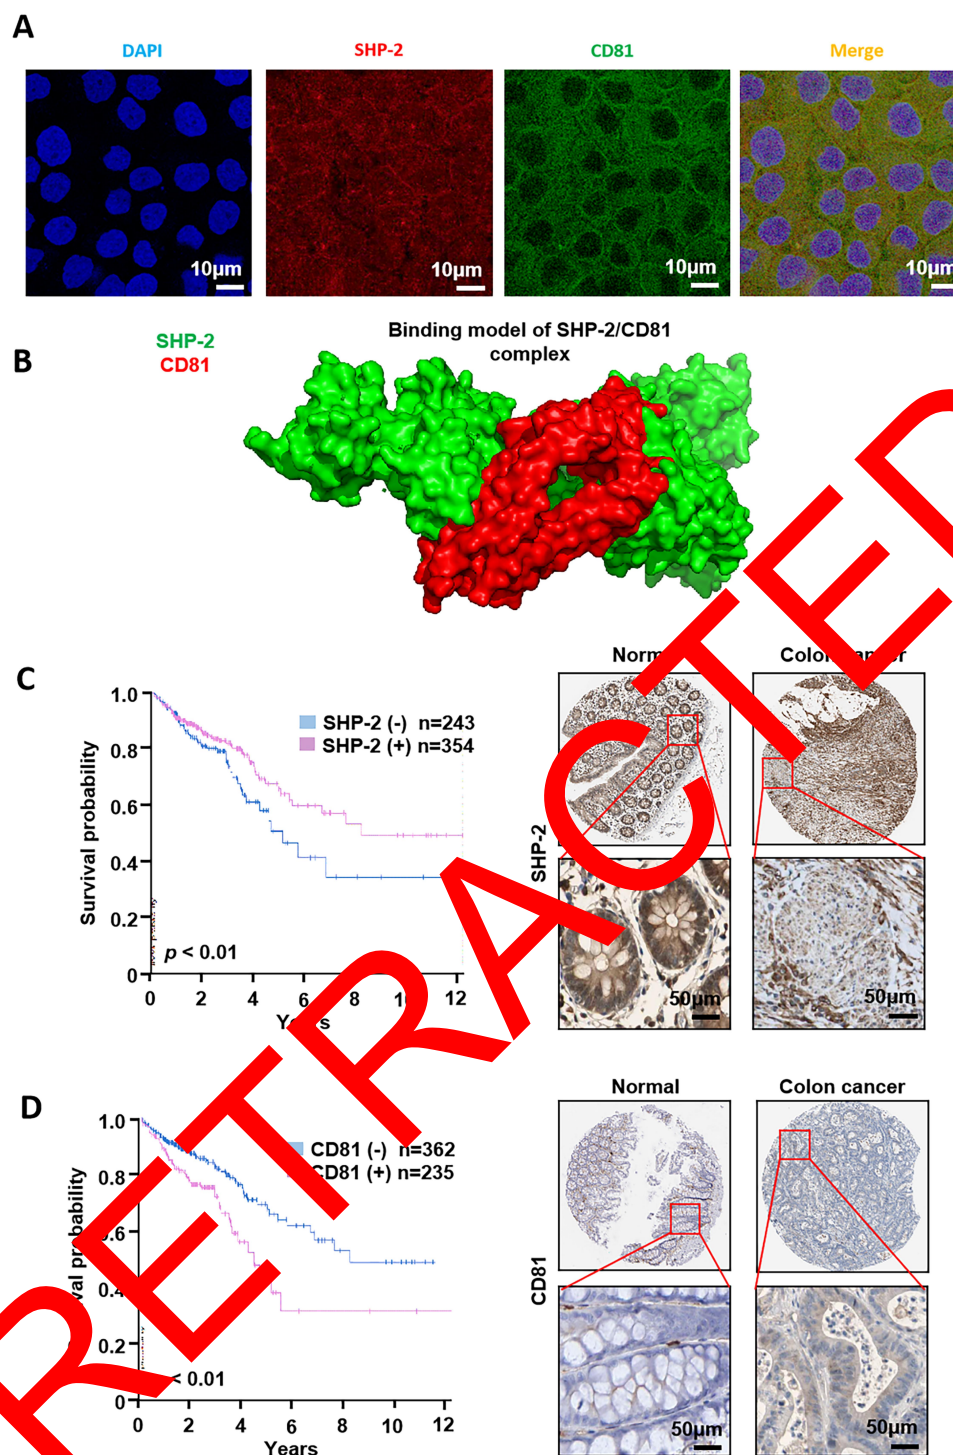 A
DAPI SHP-2 CD81 Merge
10μm 10μm 10μm 10μm
B
SHP-2
CD81
Binding model of SHP-2/CD81
complex
C
Survival probability
1.0
0.8
0.6
0.4
0.2
0
SHP-2 (-) n=243
SHP-2 (+) n=354
p < 0.01
0 2 4 6 8 12
SHP-2
50μm 50μm
RETRACTED
D
1.0
0.8
0.2
0
CD81 (-) n=362
CD81 (+) n=235
< 0.01
0 2 4 6 8 10 12
Years
Normal Colon cancer
CD81
50μm 50μm